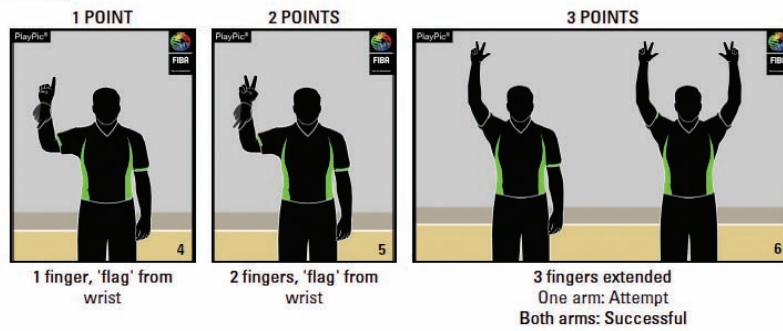 1 POINT
2 POINTS
3 POINTS
PlayPic®
FIBA
PlayPic®
FIBA
PlayPic®
FIBA
4
5
6
1 finger, 'flag' from
wrist
2 fingers, 'flag' from
wrist
3 fingers extended
One arm: Attempt
Both arms: Successful